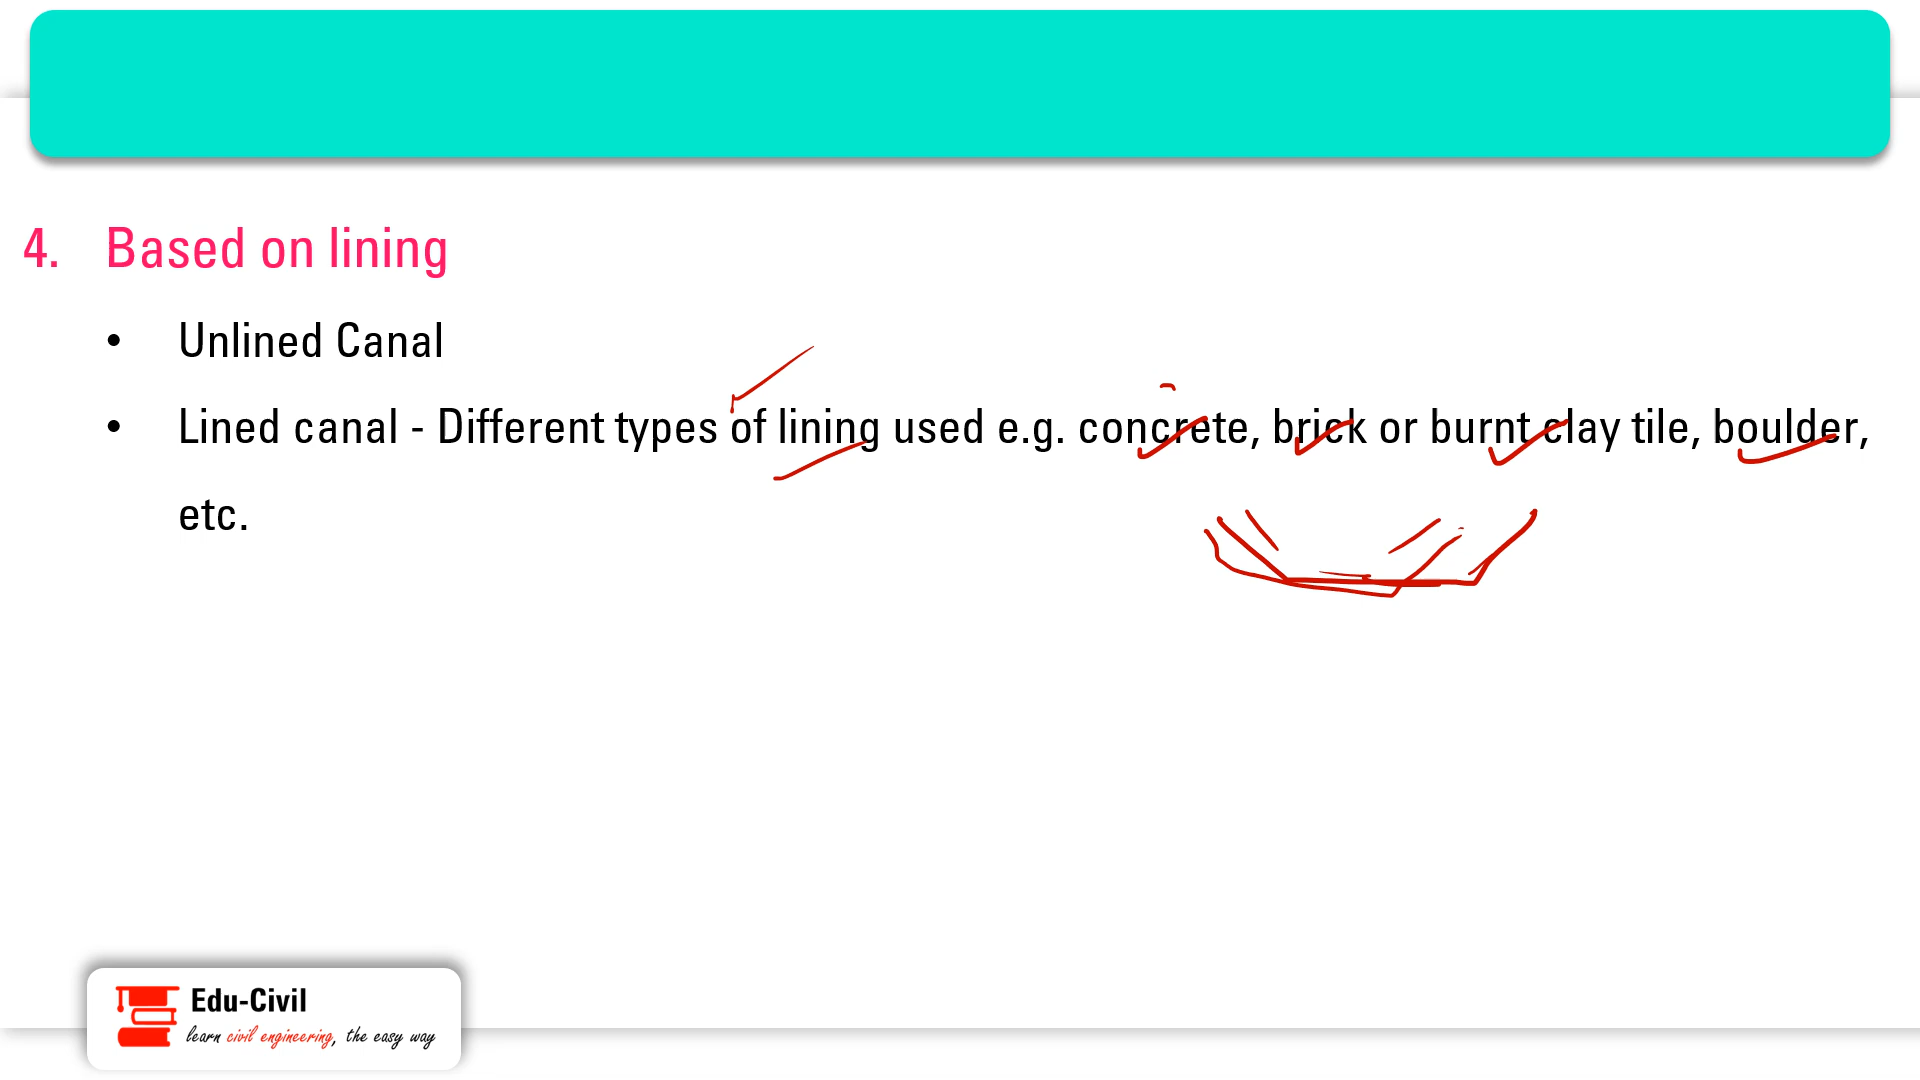 4. Based on lining
• Unlined Canal
• Lined canal - Different types of lining used e.g. concrete, brick or burnt clay tile, boulder,
etc.
Edu-Civil
learn civil engineering, the easy way